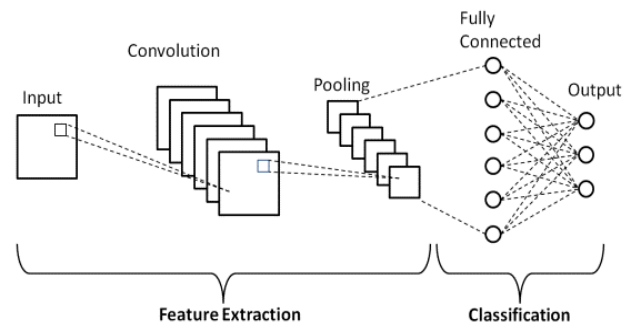 Input
Convolution
Pooling
Fully
Connected
Output
Feature Extraction
Classification